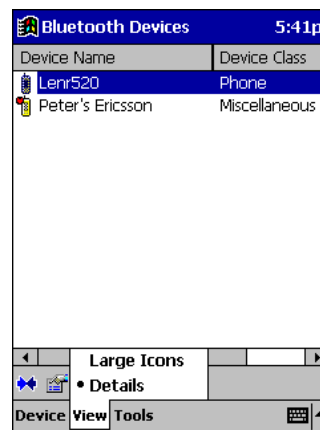 Bluetooth Devices 5:41p
Device Name Device Class
Lenr520 Phone
Peter's Ericsson Miscellaneous
Large Icons
• Details
Device View Tools